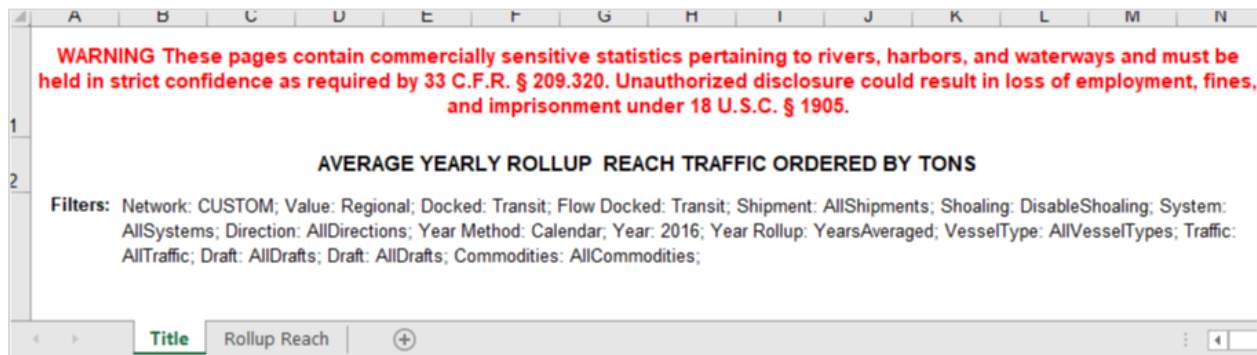 A B C D E F G H I J K L M N
WARNING These pages contain commercially sensitive statistics pertaining to rivers, harbors, and waterways and must be
held in strict confidence as required by 33 C.F.R. § 209.320. Unauthorized disclosure could result in loss of employment, fines,
and imprisonment under 18 U.S.C. § 1905.
1
AVERAGE YEARLY ROLLUP REACH TRAFFIC ORDERED BY TONS
2
Filters: Network: CUSTOM; Value: Regional; Docked: Transit; Flow Docked: Transit; Shipment: AllShipments; Shoaling: DisableShoaling; System:
AllSystems; Direction: AllDirections; Year Method: Calendar; Year: 2016; Year Rollup: YearsAveraged; VesselType: AllVesselTypes; Traffic:
AllTraffic; Draft: AllDrafts; Draft: AllDrafts; Commodities: AllCommodities;
Title Rollup Reach